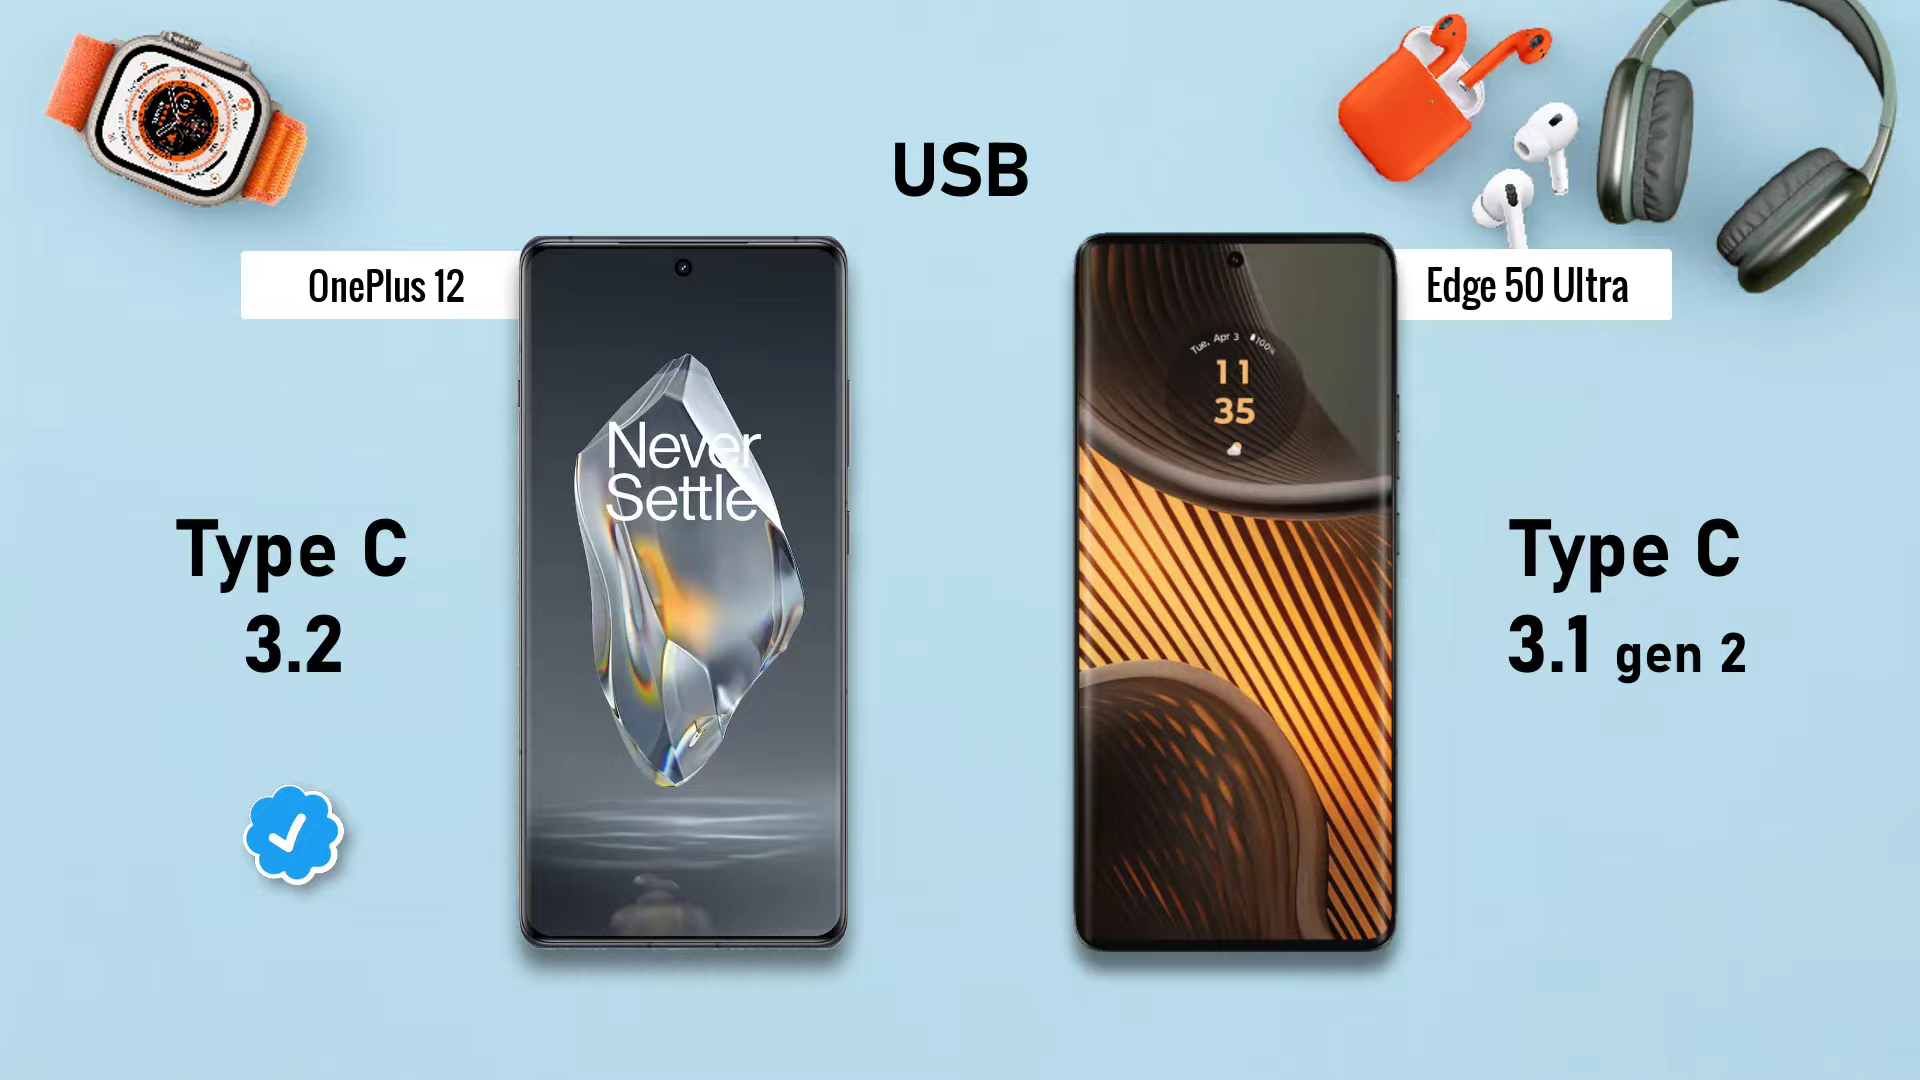 USB
OnePlus 12
Edge 50 Ultra
Tue, Apr 3 100%
11
35
Never
Settle
Type C
3.2
Type C
3.1 gen 2